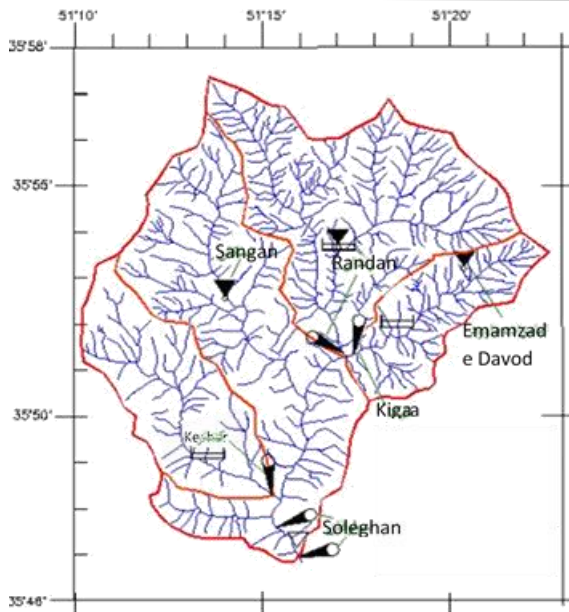 51°10'
51°15'
51°20'
35°58'
35°55'
Sangan
Randan
Emamzad
e Davod
Kigaa
35°50'
Keshar
Soleghan
35°46'